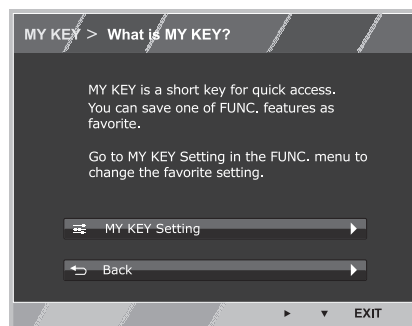 MY KEY > What is MY KEY?
MY KEY is a short key for quick access.
You can save one of FUNC. features as
favorite.
Go to MY KEY Setting in the FUNC. menu to
change the favorite setting.
MY KEY Setting
Back
EXIT